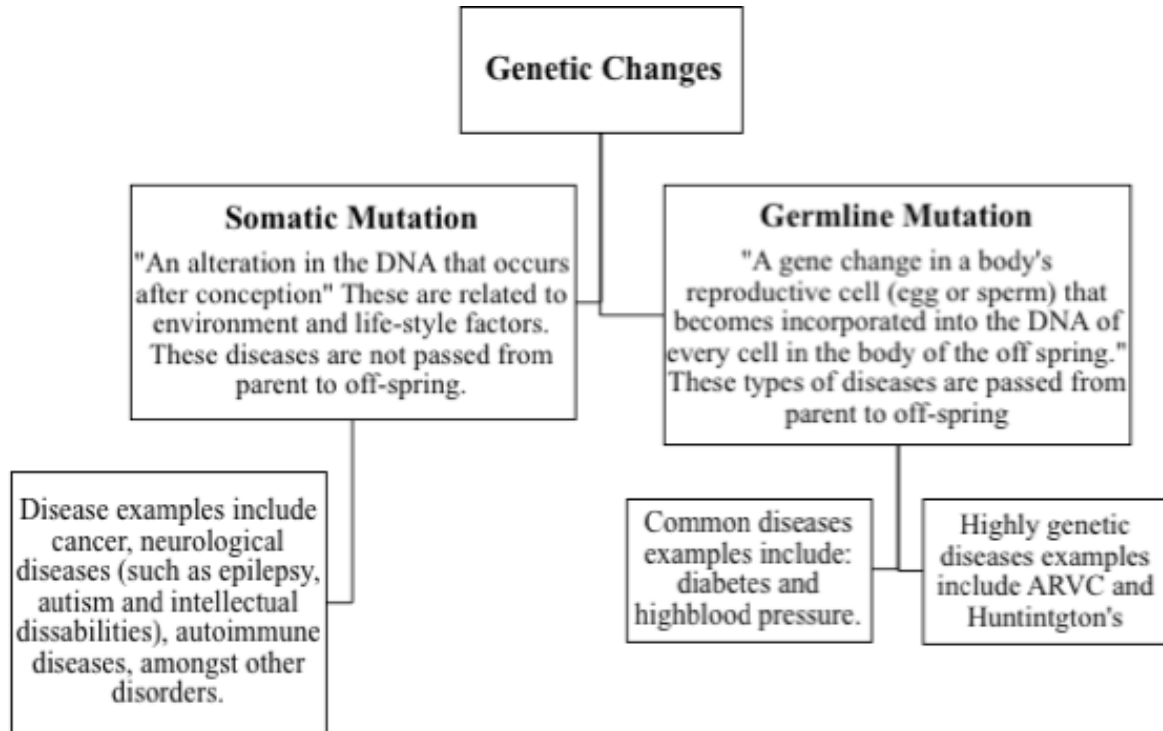 Genetic Changes
Somatic Mutation
"An alteration in the DNA that occurs
after conception" These are related to
environment and life-style factors.
These diseases are not passed from
parent to off-spring.
Germline Mutation
"A gene change in a body's
reproductive cell (egg or sperm) that
becomes incorporated into the DNA of
every cell in the body of the off spring."
These types of diseases are passed from
parent to off-spring
Disease examples include
cancer, neurological
diseases (such as epilepsy,
autism and intellectual
dissabilities), autoimmune
diseases, amongst other
disorders.
Common diseases
examples include:
diabetes and
highblood pressure.
Highly genetic
diseases examples
include ARVC and
Huntintgton's